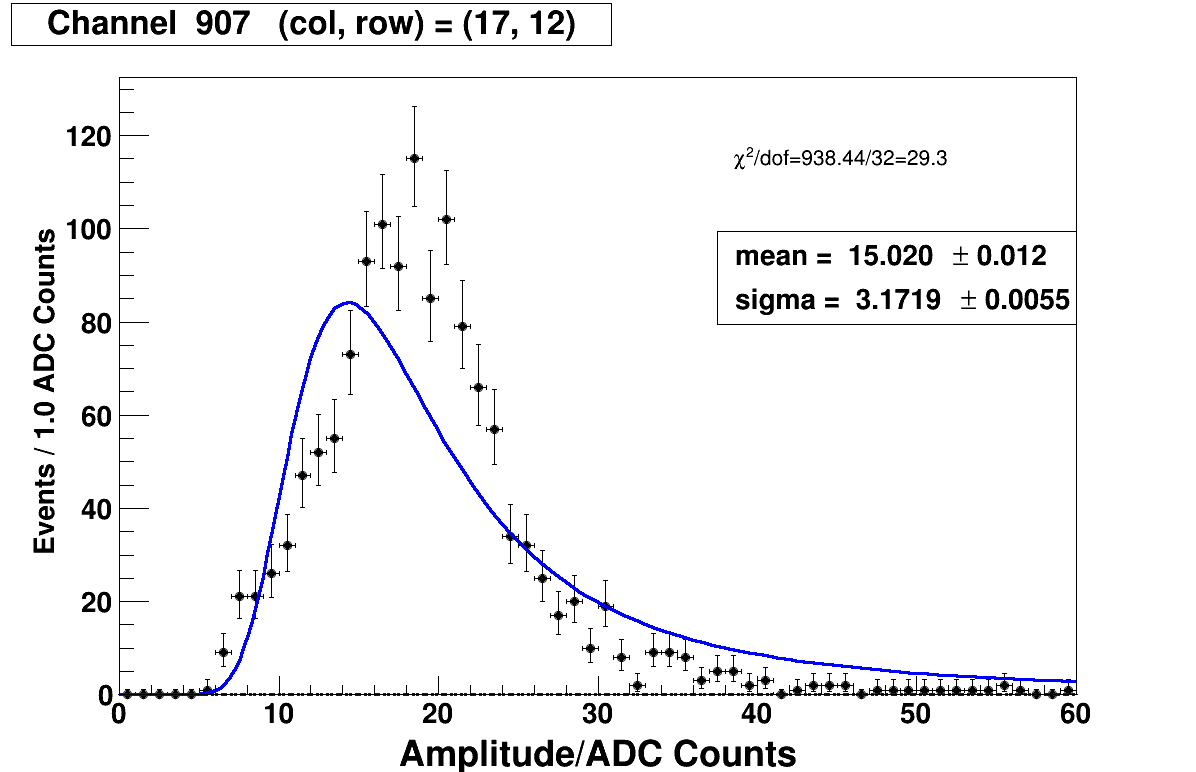 Channel 907 (col, row) = (17, 12)
χ²/dof=938.44/32=29.3
mean = 15.020 ± 0.012
sigma = 3.1719 ± 0.0055
Events / 1.0 ADC Counts
120
100
80
60
40
20
0
0 10 20 30 40 50 60
Amplitude/ADC Counts